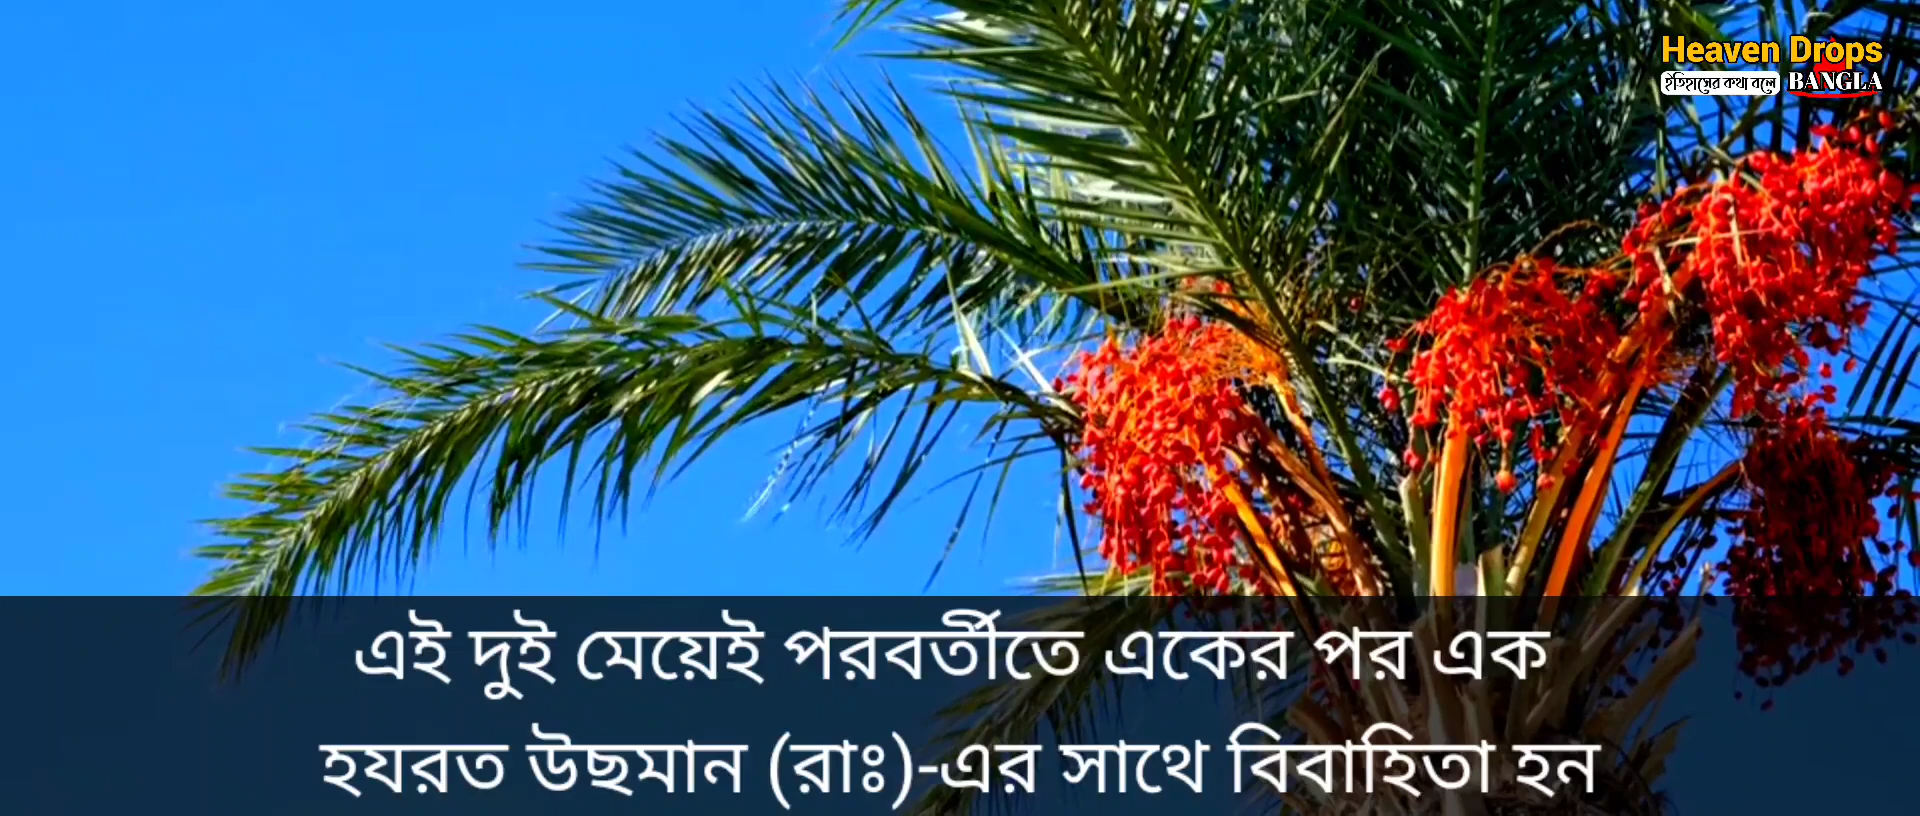 Heaven Drops
ইতিহাসের কথা বলে BANGLA
এই দুই মেয়েই পরবর্তীতে একের পর এক
হযরত উছমান (রাঃ)-এর সাথে বিবাহিতা হন